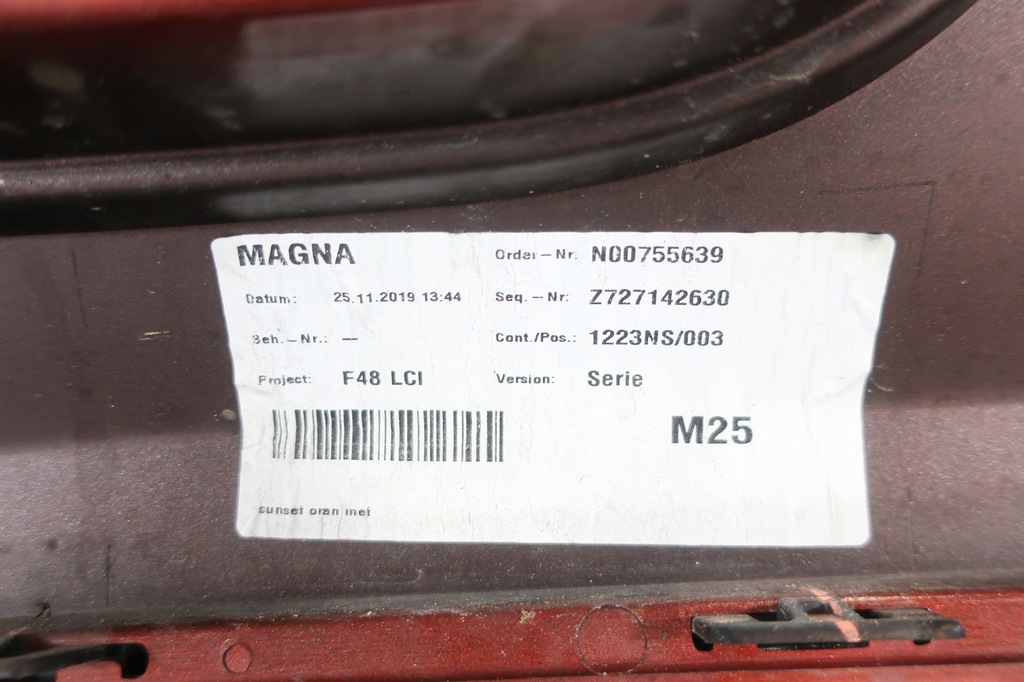 MAGNA
Order-Nr: N00755639
Datum: 25.11.2019 13:44
Seq.-Nr: Z727142630
Beh.-Nr.: --
Cont./Pos.: 1223NS/003
Project: F48 LCI
Version: Serie
M25
sunset oran met